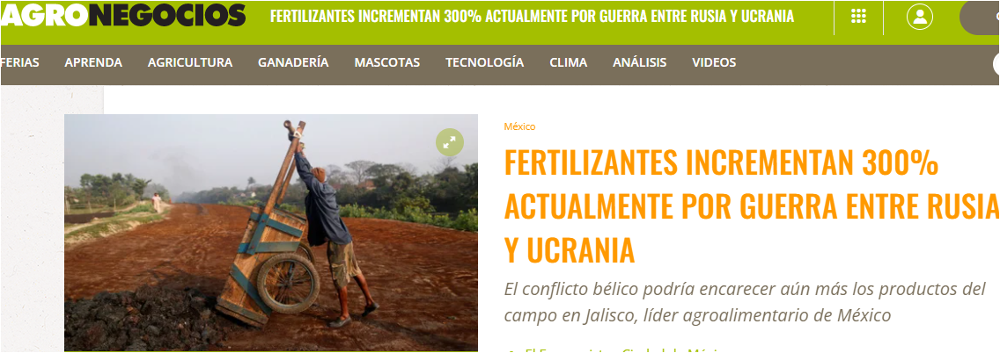 AGRONEGOCIOS FERTILIZANTES INCREMENTAN 300% ACTUALMENTE POR GUERRA ENTRE RUSIA Y UCRANIA
FERIAS APRENDA AGRICULTURA GANADERÍA MASCOTAS TECNOLOGÍA CLIMA ANÁLISIS VIDEOS
México
FERTILIZANTES INCREMENTAN 300%
ACTUALMENTE POR GUERRA ENTRE RUSIA
Y UCRANIA
El conflicto bélico podría encarecer aún más los productos del
campo en Jalisco, líder agroalimentario de México